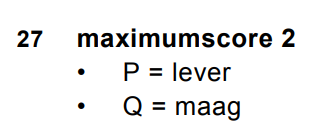 27 maximumscore 2
• P = lever
• Q = maag